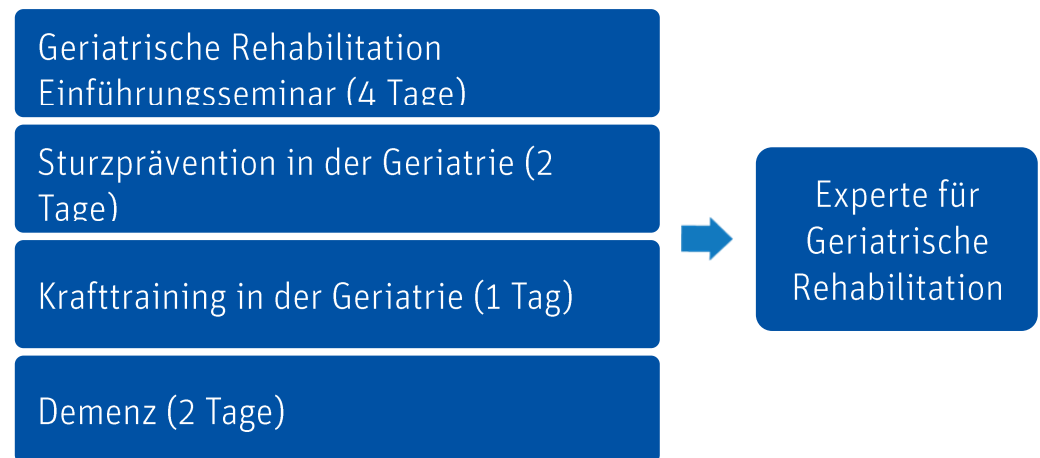 Geriatrische Rehabilitation
Einführungsseminar (4 Tage)
Sturzprävention in der Geriatrie (2
Tage)
Krafttraining in der Geriatrie (1 Tag)
Demenz (2 Tage)
Experte für
Geriatrische
Rehabilitation